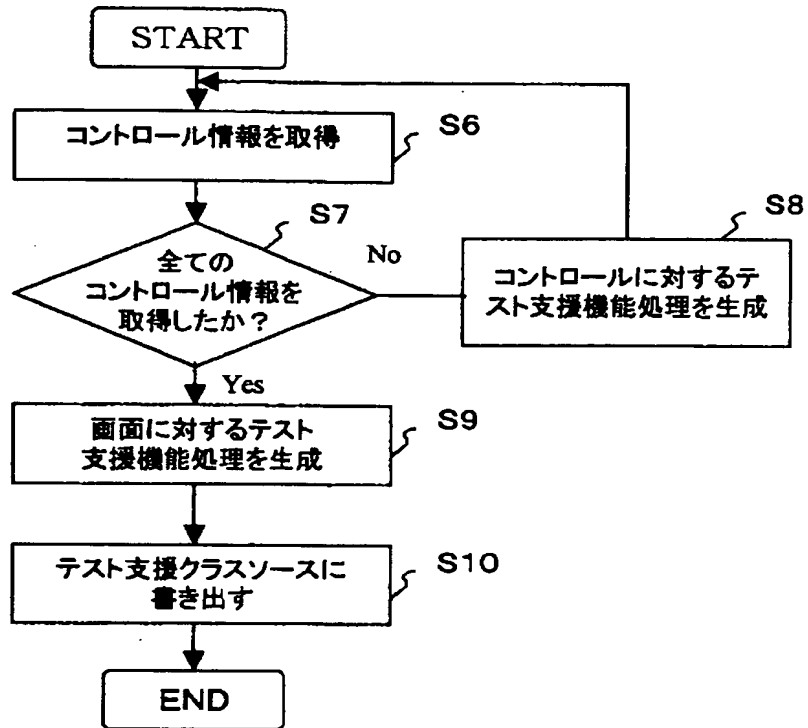 START
コントロール情報を取得
S6
S7
全ての
コントロール情報を
取得したか？
No
S8
コントロールに対するテ
スト支援機能処理を生成
Yes
画面に対するテスト
支援機能処理を生成
S9
テスト支援クラスソースに
書き出す
S10
END